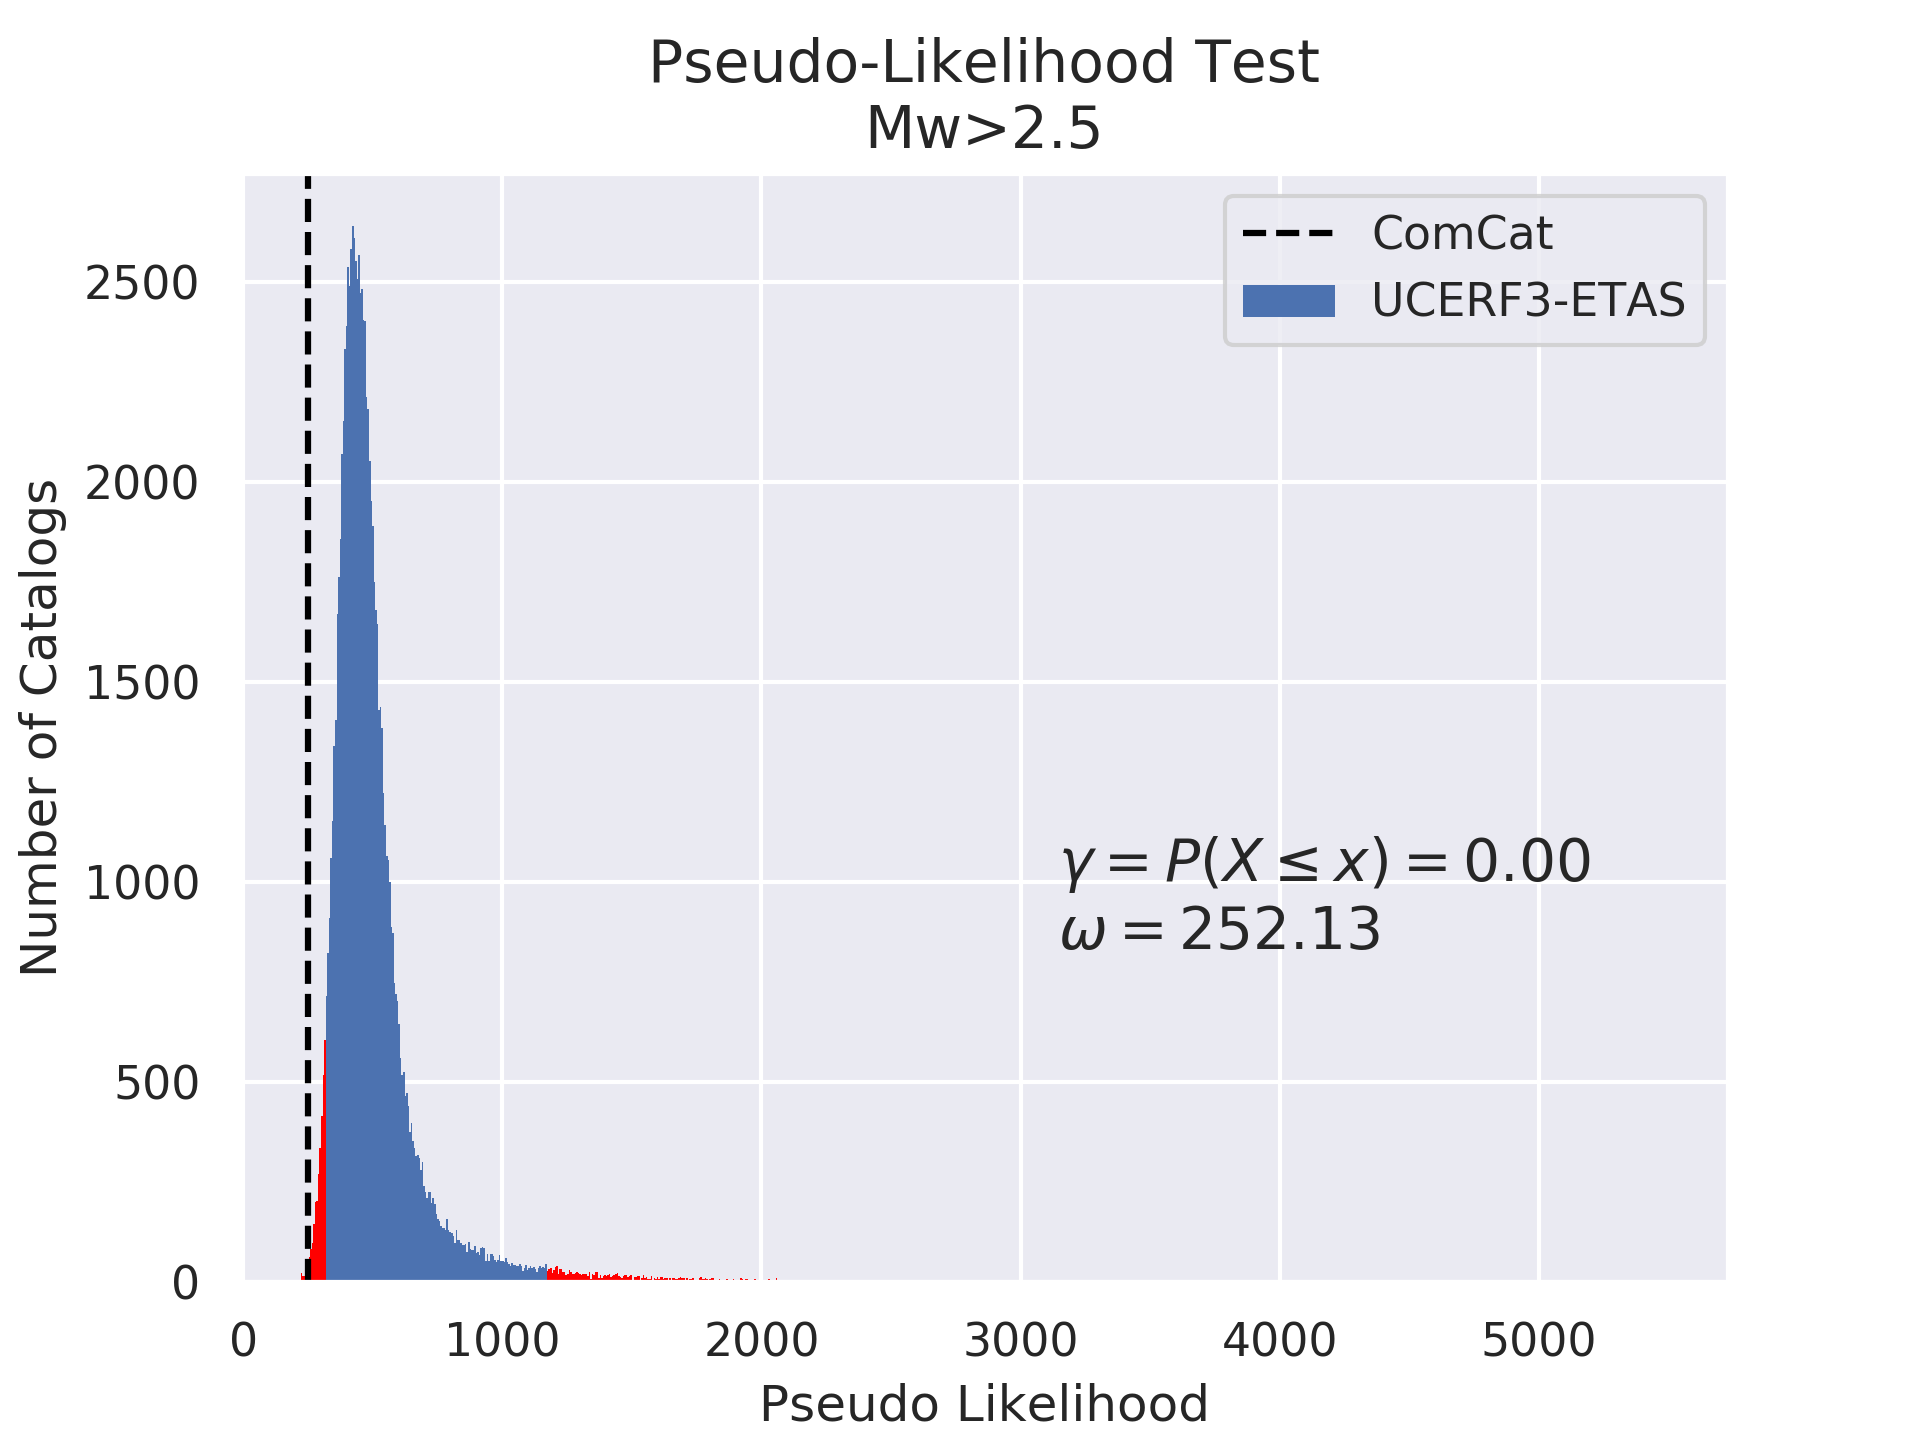 Pseudo-Likelihood Test
Mw>2.5
ComCat
UCERF3-ETAS
Number of Catalogs
2500
2000
1500
1000
500
0
γ = P(X ≤ x) = 0.00
ω = 252.13
0 1000 2000 3000 4000 5000
Pseudo Likelihood